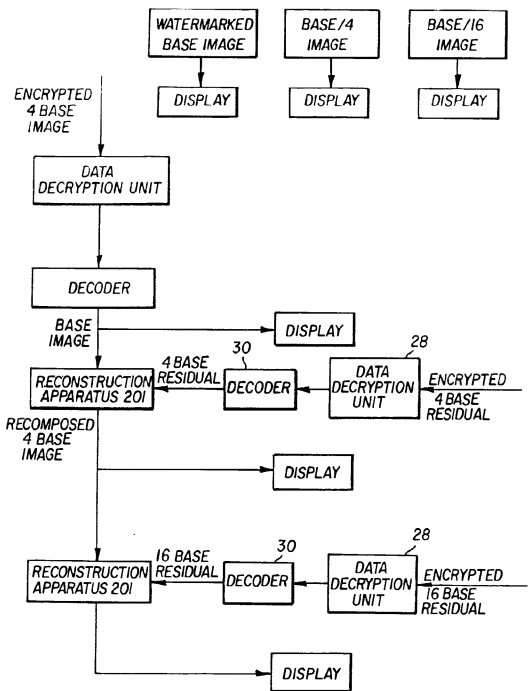 WATERMARKED
BASE IMAGE
BASE/4
IMAGE
BASE/16
IMAGE
DISPLAY
DISPLAY
DISPLAY
ENCRYPTED
4 BASE
IMAGE
DATA
DECRYPTION UNIT
DECODER
BASE
IMAGE
DISPLAY
RECONSTRUCTION
APPARATUS 201
4 BASE
RESIDUAL
30
DECODER
28
DATA
DECRYPTION
UNIT
ENCRYPTED
4 BASE
RESIDUAL
RECOMPOSED
4 BASE
IMAGE
DISPLAY
RECONSTRUCTION
APPARATUS 201
16 BASE
RESIDUAL
30
DECODER
28
DATA
DECRYPTION
UNIT
ENCRYPTED
16 BASE
RESIDUAL
DISPLAY